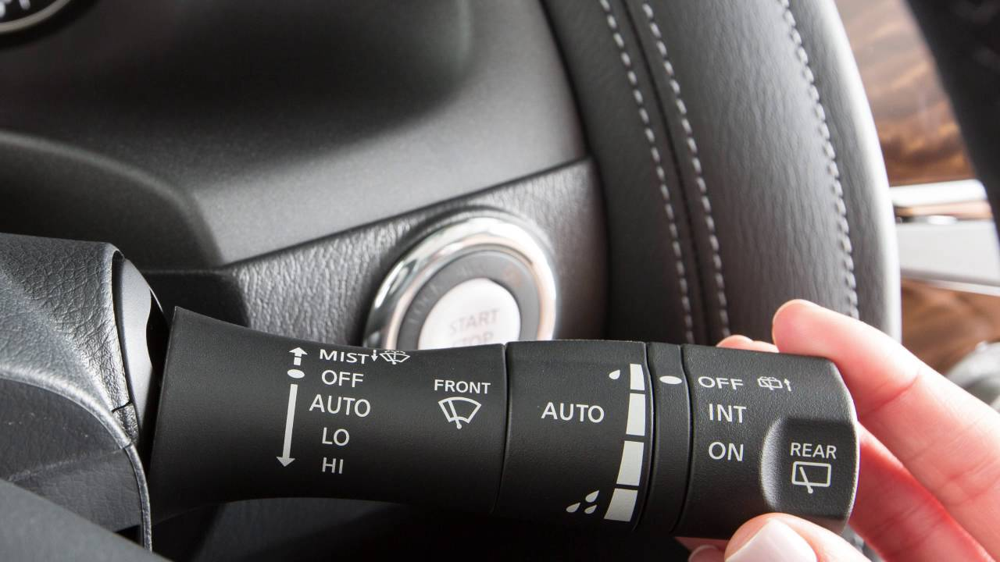 START
STOP
MIST
OFF
AUTO
LO
HI
FRONT
AUTO
OFF
INT
ON
REAR